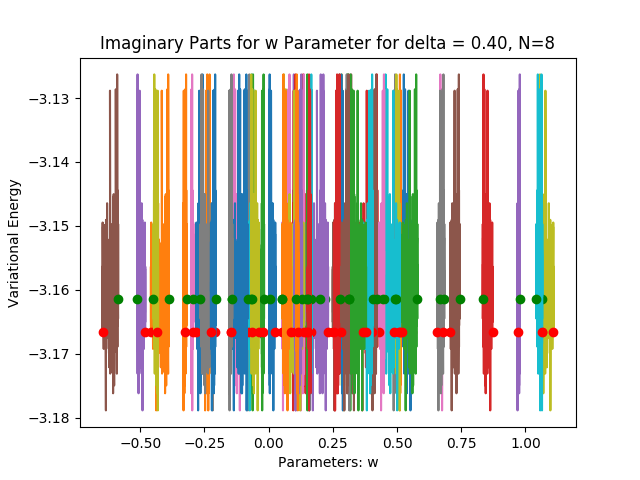 Imaginary Parts for w Parameter for delta = 0.40, N=8
Variational Energy
−3.13
−3.14
−3.15
−3.16
−3.17
−3.18
−0.50 −0.25 0.00 0.25 0.50 0.75 1.00
Parameters: w